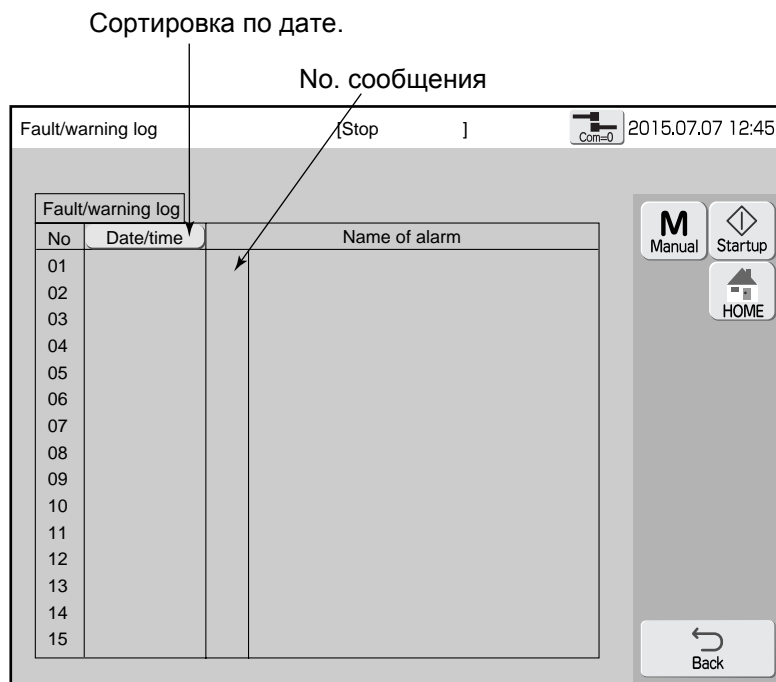 Сортировка по дате.
No. сообщения
Fault/warning log [Stop ] Com=0 2015.07.07 12:45
Fault/warning log
No Date/time Name of alarm
01
02
03
04
05
06
07
08
09
10
11
12
13
14
15
M
Manual
Startup
HOME
Back